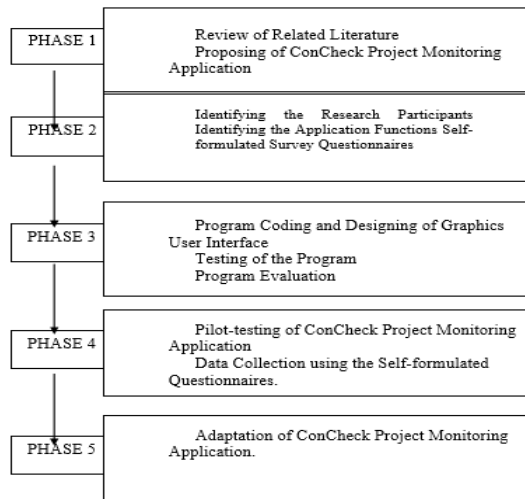 PHASE 1
Review of Related Literature
Proposing of ConCheck Project Monitoring
Application
PHASE 2
Identifying the Research Participants
Identifying the Application Functions Self-
formulated Survey Questionnaires
PHASE 3
Program Coding and Designing of Graphics
User Interface
Testing of the Program
Program Evaluation
PHASE 4
Pilot-testing of ConCheck Project Monitoring
Application
Data Collection using the Self-formulated
Questionnaires.
PHASE 5
Adaptation of ConCheck Project Monitoring
Application.